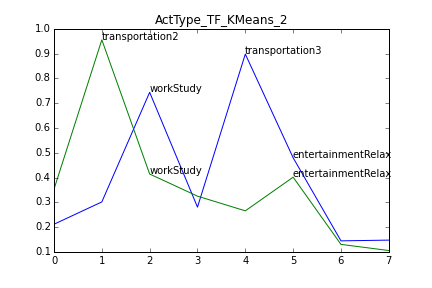 ActType_TF_KMeans_2
1.0
transportation2
0.9
transportation3
0.8
workStudy
0.7
0.6
0.5
entertainmentRelax
0.4
workStudy
entertainmentRelax
0.3
0.2
0.1
0 1 2 3 4 5 6 7